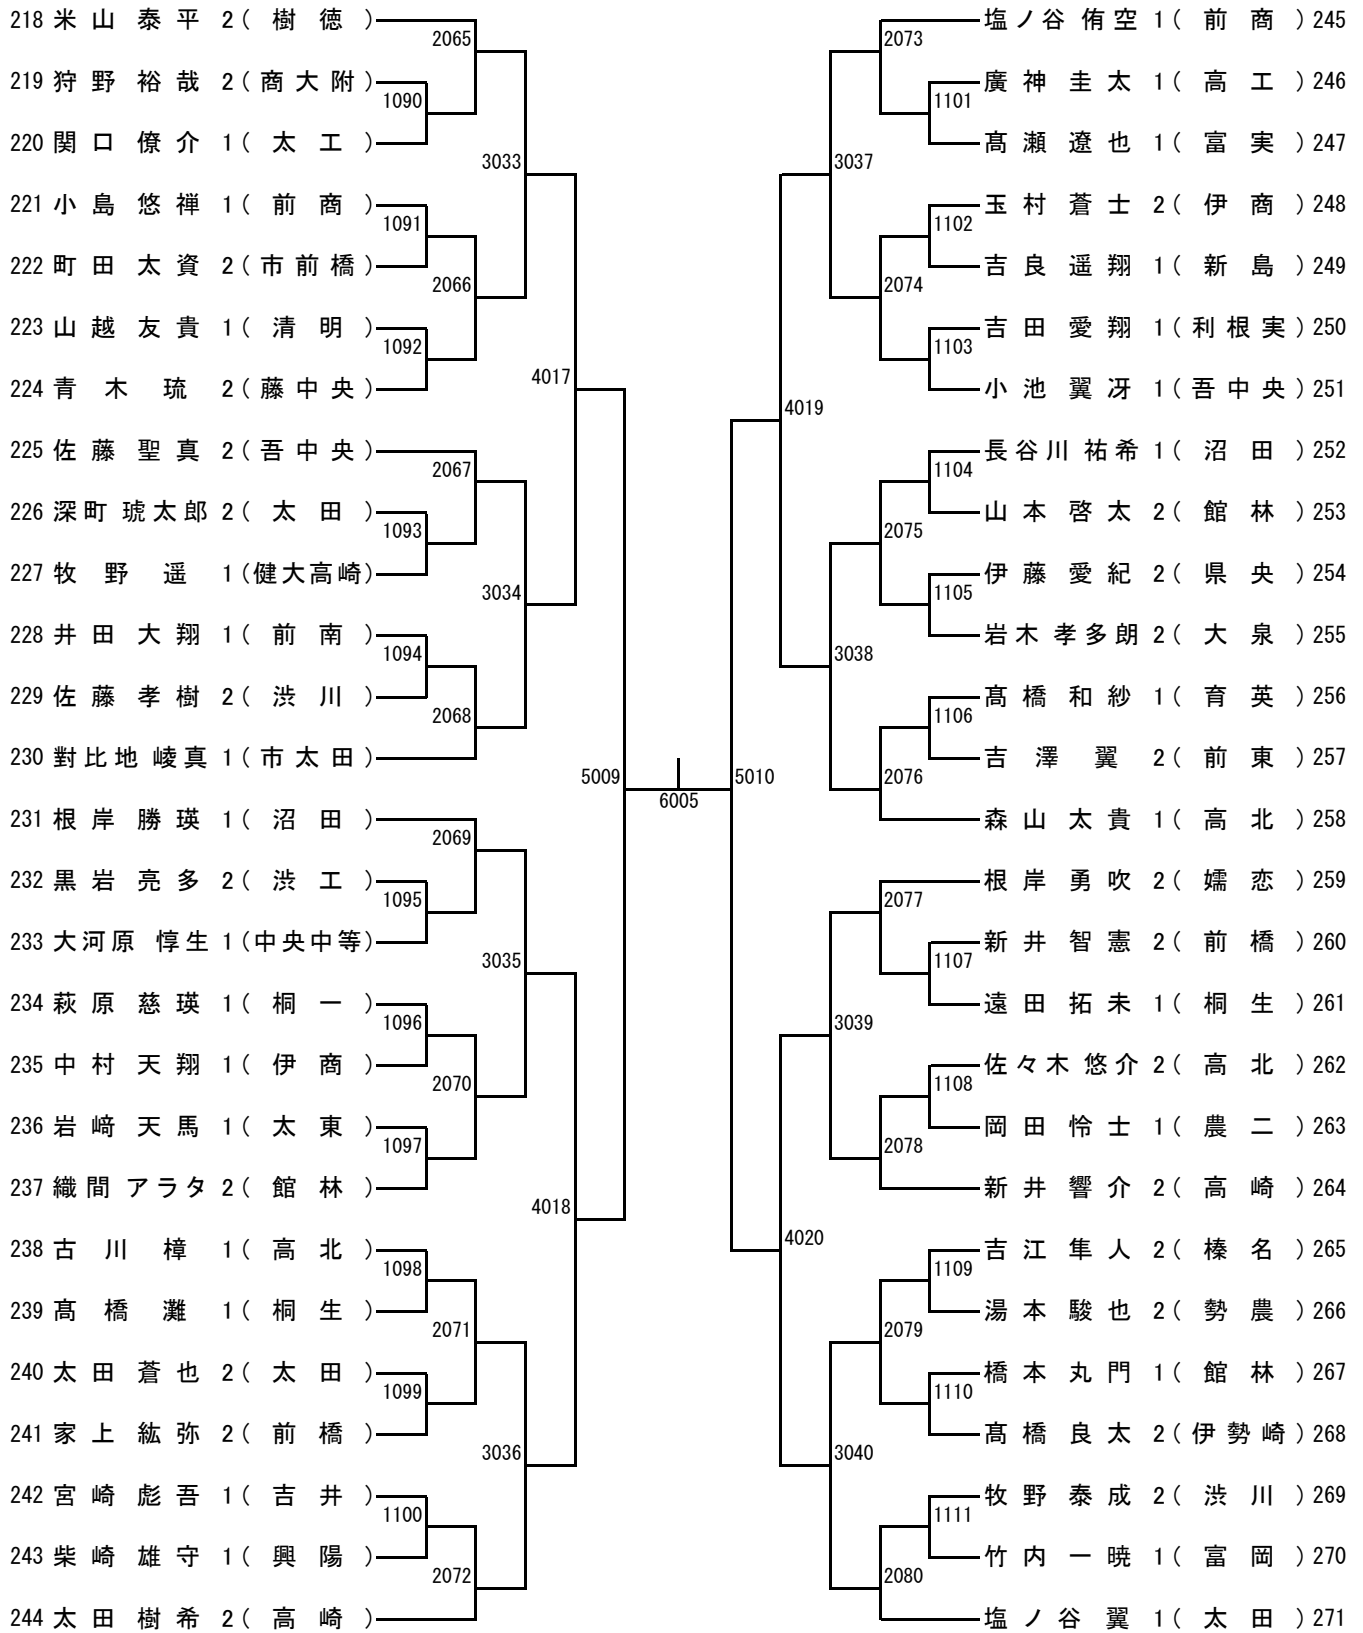 218 米山 泰平 2 (樹徳)
2065
219 狩野 裕哉 2 (商大附)
1090
220 関口 僚介 1 (太工)
3033
221 小島 悠禅 1 (前商)
1091
222 町田 太資 2 (市前橋)
2066
223 山越 友貴 1 (清明)
1092
224 青木 琉 2 (藤中央)
4017
225 佐藤 聖真 2 (吾中央)
2067
226 深町 琥太郎 2 (太田)
1093
227 牧野 遥 1 (健大高崎)
3034
228 井田 大翔 1 (前南)
1094
229 佐藤 孝樹 2 (渋川)
2068
230 對比地 崚真 1 (市太田)
5009
231 根岸 勝瑛 1 (沼田)
2069
232 黒岩 亮多 2 (渋工)
1095
233 大河原 惇生 1 (中央中等)
3035
234 萩原 慈瑛 1 (桐一)
1096
235 中村 天翔 1 (伊商)
2070
236 岩﨑 天馬 1 (太東)
1097
237 織間 アラタ 2 (館林)
4018
238 古川 樟 1 (高北)
1098
239 髙橋 灘 1 (桐生)
2071
240 太田 蒼也 2 (太田)
1099
241 家上 紘弥 2 (前橋)
3036
242 宮崎 彪吾 1 (吉井)
1100
243 柴崎 雄守 1 (興陽)
2072
244 太田 樹希 2 (高崎)
6005
塩ノ谷 侑空 1 (前商) 245
2073
廣神 圭太 1 (高工) 246
1101
髙瀬 遼也 1 (富実) 247
3037
玉村 蒼士 2 (伊商) 248
1102
吉良 遥翔 1 (新島) 249
2074
吉田 愛翔 1 (利根実) 250
1103
小池 翼冴 1 (吾中央) 251
4019
長谷川 祐希 1 (沼田) 252
1104
山本 啓太 2 (館林) 253
2075
伊藤 愛紀 2 (県央) 254
1105
岩木 孝多朗 2 (大泉) 255
3038
髙橋 和紗 1 (育英) 256
1106
吉澤 翼 2 (前東) 257
2076
5010
森山 太貴 1 (高北) 258
根岸 勇吹 2 (嬬恋) 259
2077
新井 智憲 2 (前橋) 260
1107
遠田 拓未 1 (桐生) 261
3039
佐々木 悠介 2 (高北) 262
1108
岡田 怜士 1 (農二) 263
2078
新井 響介 2 (高崎) 264
4020
吉江 隼人 2 (榛名) 265
1109
湯本 駿也 2 (勢農) 266
2079
橋本 丸門 1 (館林) 267
1110
髙橋 良太 2 (伊勢崎) 268
3040
牧野 泰成 2 (渋川) 269
1111
竹内 一暁 1 (富岡) 270
2080
塩ノ谷 翼 1 (太田) 271